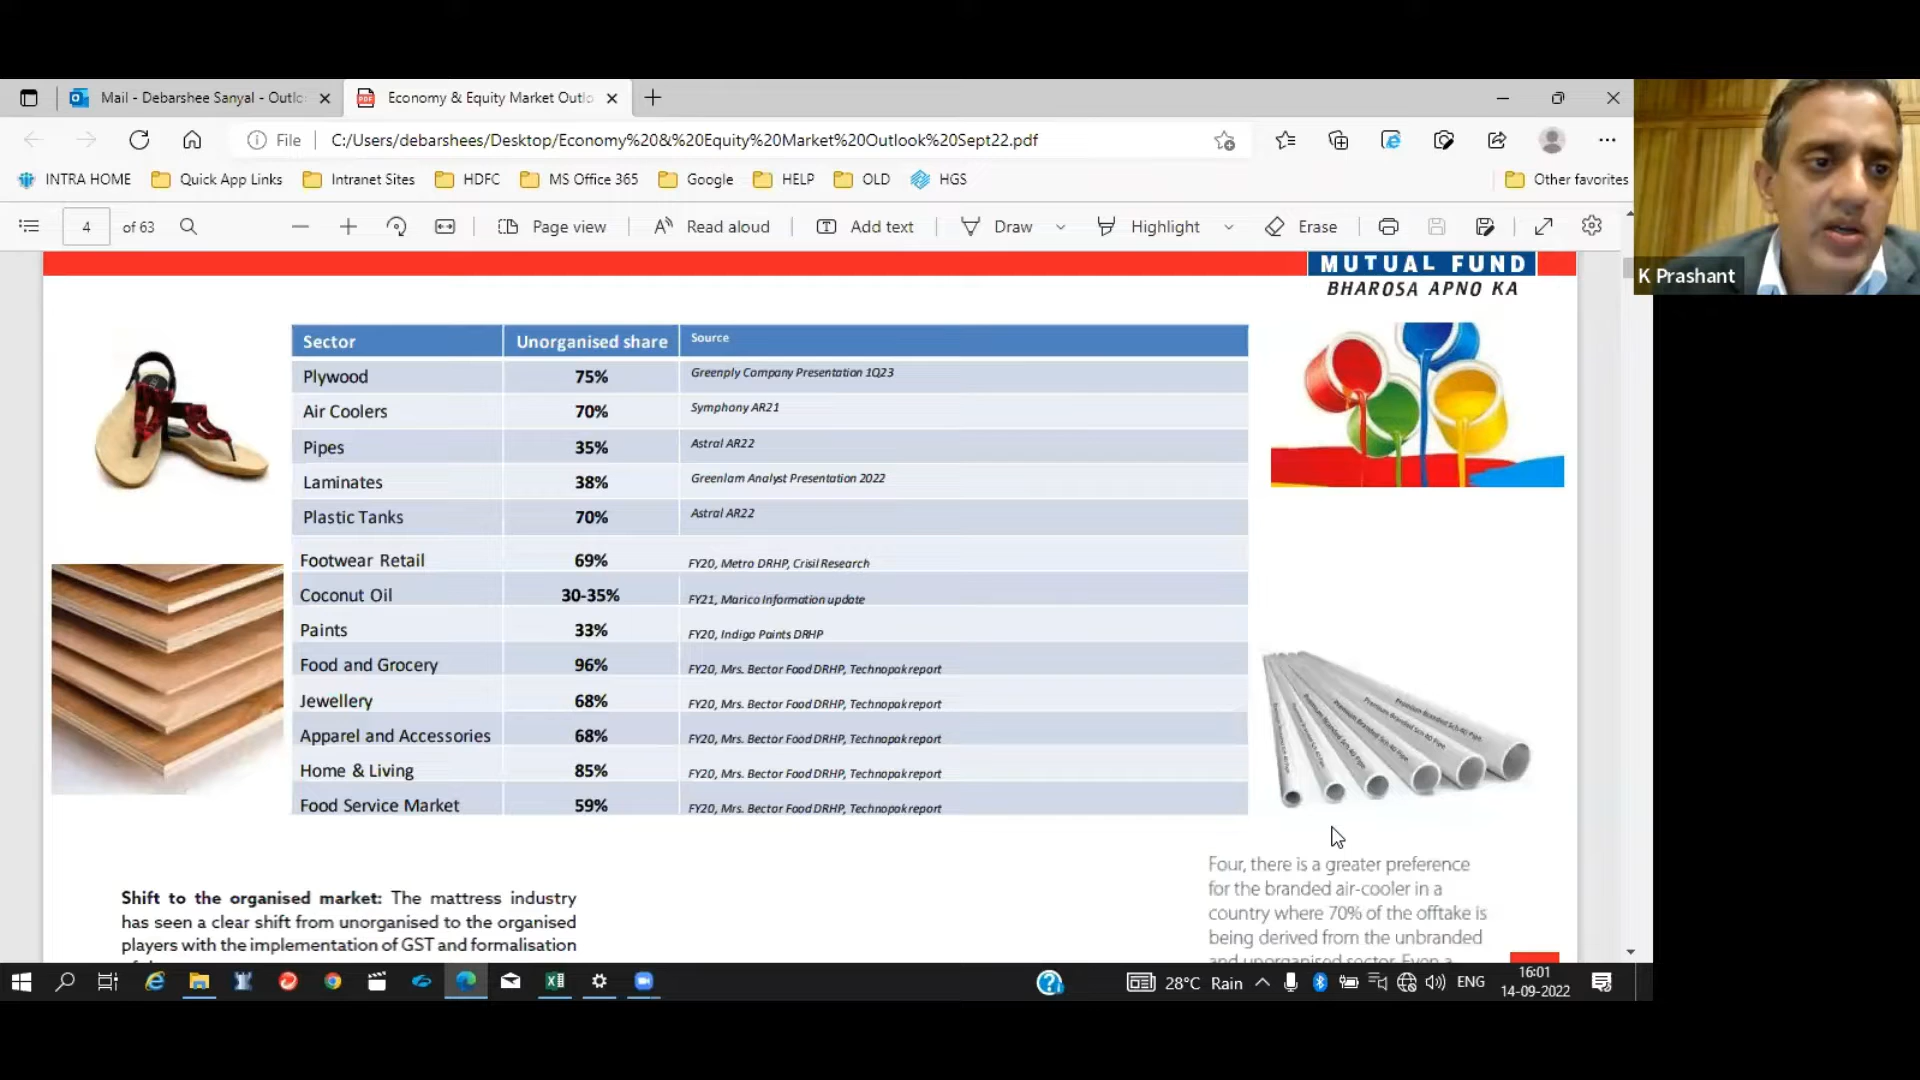 Mail - Debarshee Sanyal - Outlo
Economy & Equity Market Outlo
File
C:/Users/debarshees/Desktop/Economy%20&%20Equity%20Market%20Outlook%20Sept22.pdf
INTRA HOME
Quick App Links
Intranet Sites
HDFC
MS Office 365
Google
HELP
OLD
HGS
Other favorites
4 of 63
Page view
Read aloud
Add text
Draw
Highlight
Erase
K Prashant
MUTUAL FUND
BHAROSA APNO KA
Sector Unorganised share Source
Plywood 75% Greenply Company Presentation 1Q23
Air Coolers 70% Symphony AR21
Pipes 35% Astral AR22
Laminates 38% Greenlam Analyst Presentation 2022
Plastic Tanks 70% Astral AR22
Footwear Retail 69% FY20, Metro DRHP, Crisil Research
Coconut Oil 30-35% FY21, Marico Information update
Paints 33% FY20, Indigo Paints DRHP
Food and Grocery 96% FY20, Mrs. Bector Food DRHP, Technopak report
Jewellery 68% FY20, Mrs. Bector Food DRHP, Technopak report
Apparel and Accessories 68% FY20, Mrs. Bector Food DRHP, Technopak report
Home & Living 85% FY20, Mrs. Bector Food DRHP, Technopak report
Food Service Market 59% FY20, Mrs. Bector Food DRHP, Technopak report
Shift to the organised market: The mattress industry
has seen a clear shift from unorganised to the organised
players with the implementation of GST and formalisation
Four, there is a greater preference
for the branded air-cooler in a
country where 70% of the offtake is
being derived from the unbranded
and unorganised sector. Even a
28°C Rain
ENG
16:01
14-09-2022